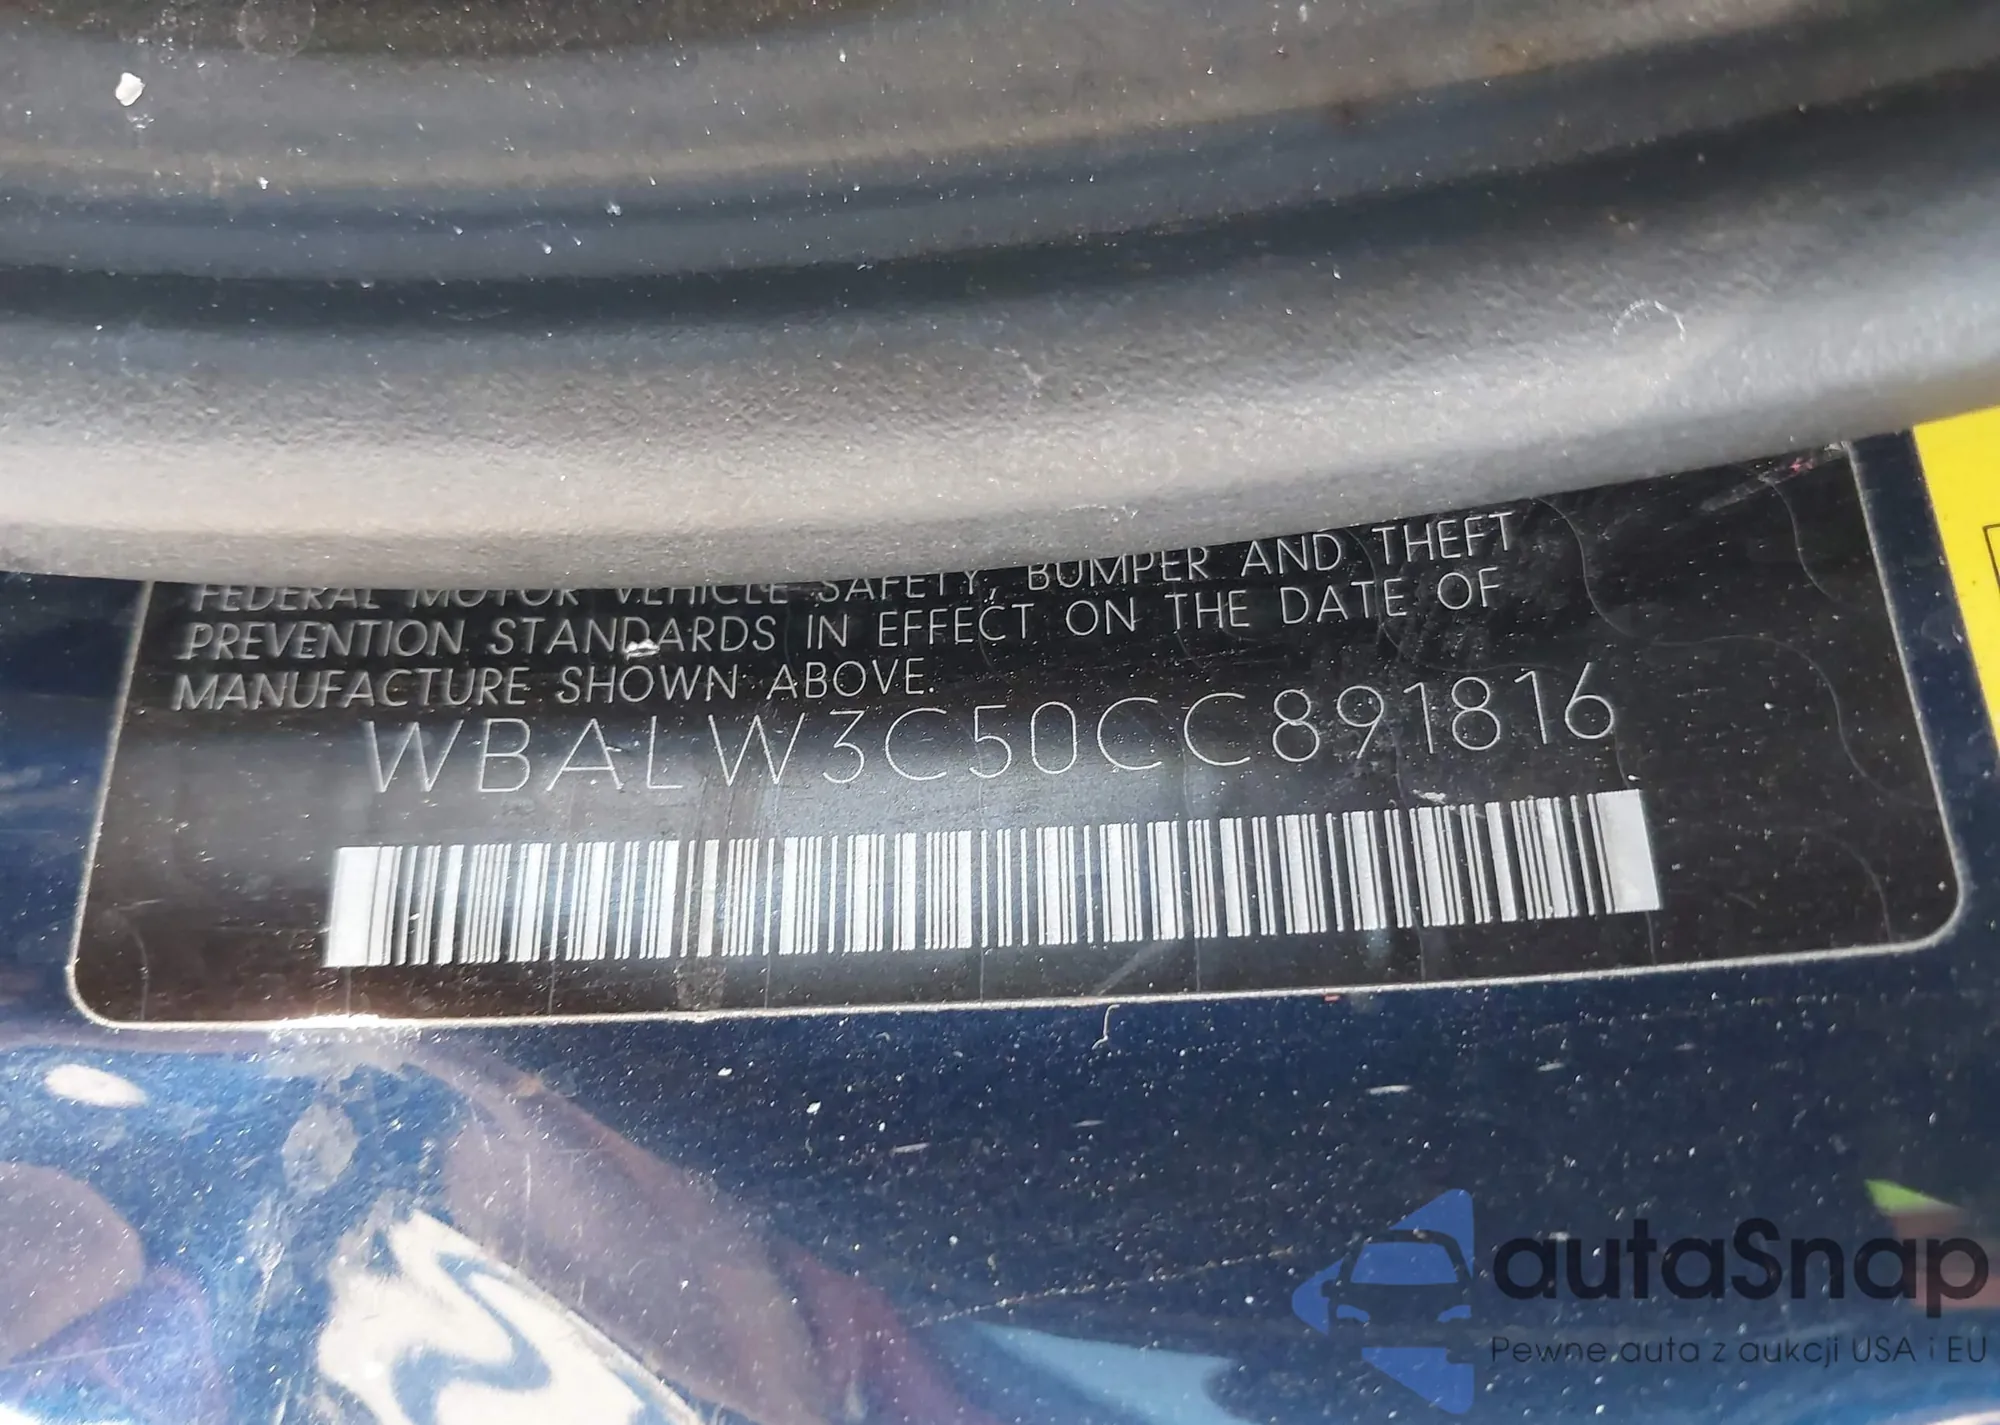 FEDERAL MOTOR VEHICLE SAFETY, BUMPER AND THEFT
PREVENTION STANDARDS IN EFFECT ON THE DATE OF
MANUFACTURE SHOWN ABOVE.
WBALW3C50CC891816
autaSnap
Pewne auta z aukcji USA i EU